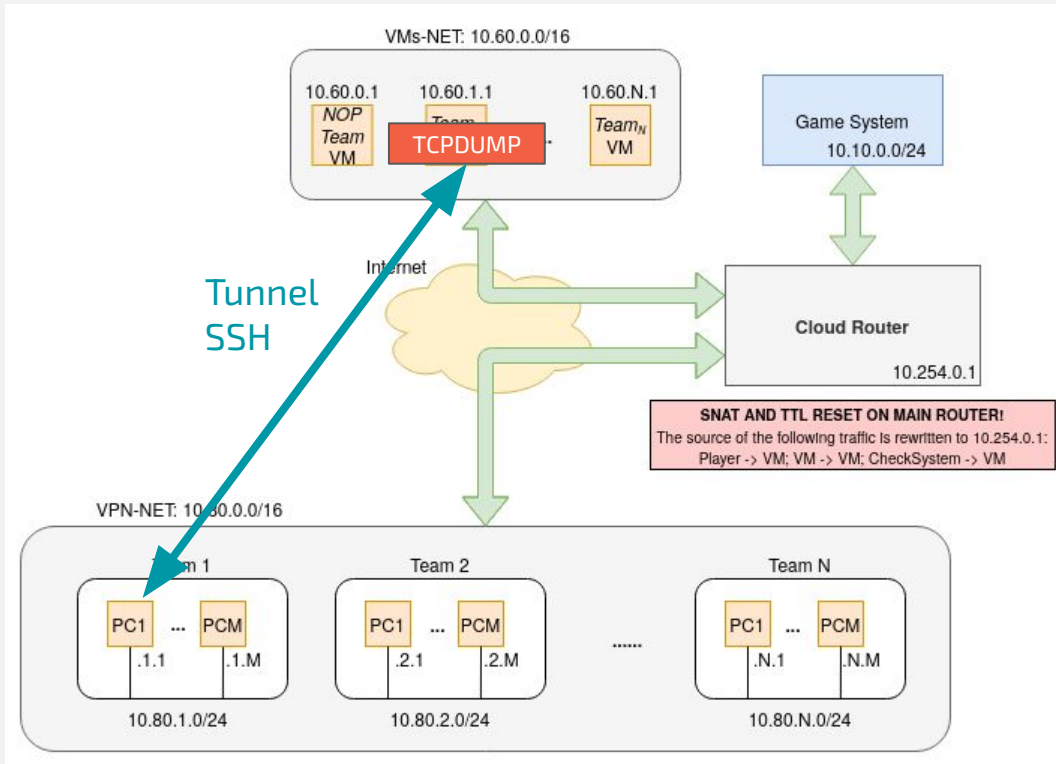 VMs-NET: 10.60.0.0/16
10.60.0.1
10.60.1.1
10.60.N.1
NOP
Team
VM
Team
TCPDUMP
..
TeamN
VM
Game System
10.10.0.0/24
Internet
Tunnel
SSH
Cloud Router
10.254.0.1
SNAT AND TTL RESET ON MAIN ROUTER!
The source of the following traffic is rewritten to 10.254.0.1:
Player -> VM; VM -> VM; CheckSystem -> VM
VPN-NET: 10.80.0.0/16
Team 1
Team 2
Team N
PC1
...
PCM
PC1
...
PCM
......
PC1
...
PCM
.1.1
.1.M
.2.1
.2.M
.N.1
.N.M
10.80.1.0/24
10.80.2.0/24
10.80.N.0/24